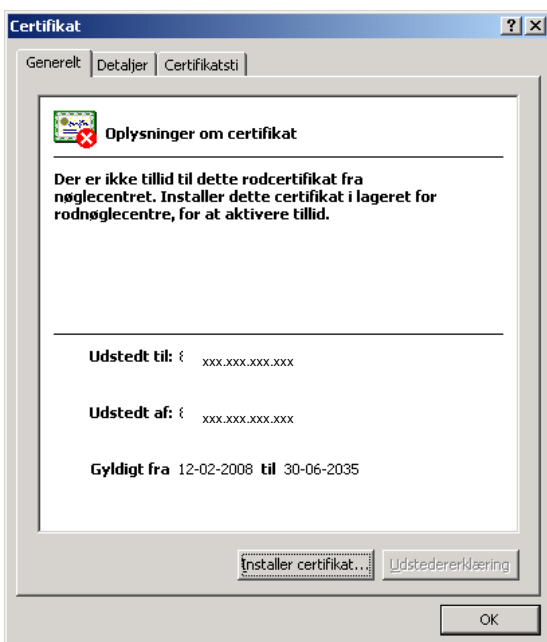 Certifikat
Generelt Detaljer Certifikatsti
Oplysninger om certifikat
Der er ikke tillid til dette rodcertifikat fra
nøglecentret. Installer dette certifikat i lageret for
rodnøglecentre, for at aktivere tillid.
Udstedt til: xxx.xxx.xxx.xxx
Udstedt af: xxx.xxx.xxx.xxx
Gyldigt fra 12-02-2008 til 30-06-2035
Installer certifikat... Udstedererklæring
OK